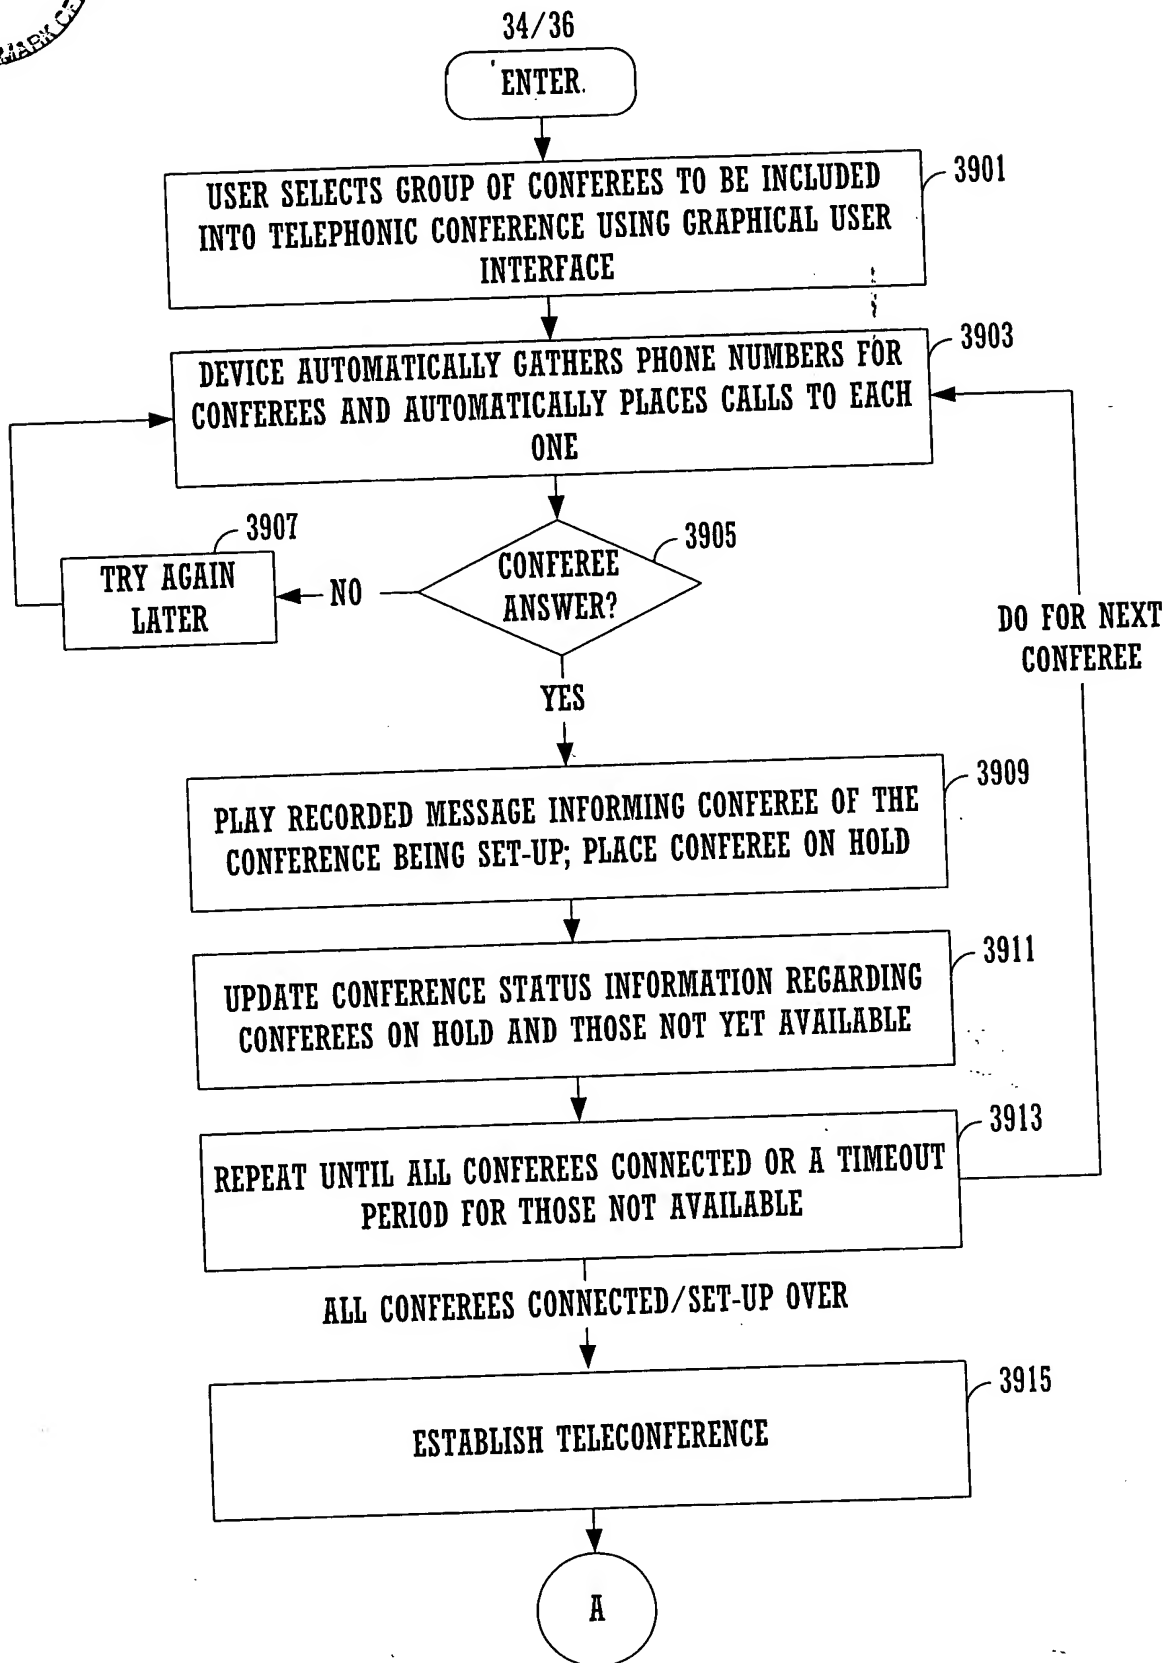 MARK OF
34/36
ENTER.
USER SELECTS GROUP OF CONFEREES TO BE INCLUDED
INTO TELEPHONIC CONFERENCE USING GRAPHICAL USER
INTERFACE
3901
DEVICE AUTOMATICALLY GATHERS PHONE NUMBERS FOR
CONFEREES AND AUTOMATICALLY PLACES CALLS TO EACH
ONE
3903
CONFEREE
ANSWER?
3905
NO
3907
TRY AGAIN
LATER
DO FOR NEXT
CONFEREE
YES
PLAY RECORDED MESSAGE INFORMING CONFEREE OF THE
CONFERENCE BEING SET-UP; PLACE CONFEREE ON HOLD
3909
UPDATE CONFERENCE STATUS INFORMATION REGARDING
CONFEREES ON HOLD AND THOSE NOT YET AVAILABLE
3911
REPEAT UNTIL ALL CONFEREES CONNECTED OR A TIMEOUT
PERIOD FOR THOSE NOT AVAILABLE
3913
ALL CONFEREES CONNECTED/SET-UP OVER
ESTABLISH TELECONFERENCE
3915
A